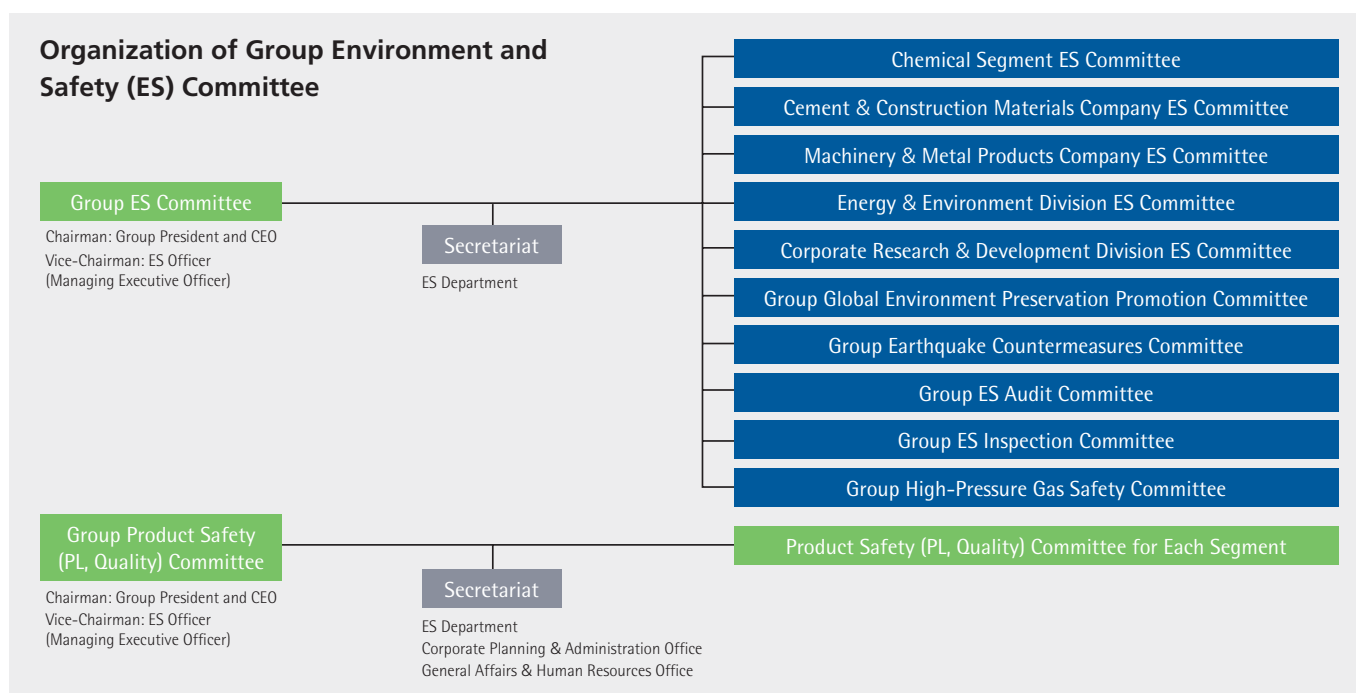 Organization of Group Environment and
Safety (ES) Committee
Group ES Committee
Chairman: Group President and CEO
Vice-Chairman: ES Officer
(Managing Executive Officer)
Secretariat
ES Department
Chemical Segment ES Committee
Cement & Construction Materials Company ES Committee
Machinery & Metal Products Company ES Committee
Energy & Environment Division ES Committee
Corporate Research & Development Division ES Committee
Group Global Environment Preservation Promotion Committee
Group Earthquake Countermeasures Committee
Group ES Audit Committee
Group ES Inspection Committee
Group High-Pressure Gas Safety Committee
Group Product Safety
(PL, Quality) Committee
Chairman: Group President and CEO
Vice-Chairman: ES Officer
(Managing Executive Officer)
Secretariat
ES Department
Corporate Planning & Administration Office
General Affairs & Human Resources Office
Product Safety (PL, Quality) Committee for Each Segment